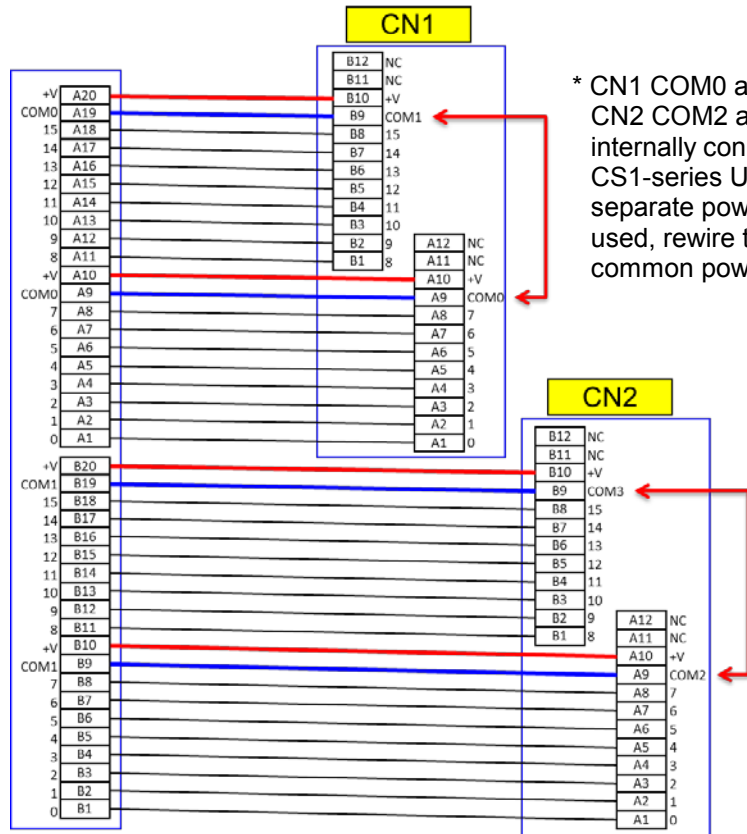 CN1
B12 NC
B11 NC
B10 +V
B9 COM1
B8 15
B7 14
B6 13
B5 12
B4 11
B3 10
B2 9
B1 8
A12 NC
A11 NC
A10 +V
A9 COM0
A8 7
A7 6
A6 5
A5 4
A4 3
A3 2
A2 1
A1 0
+V A20
COM0 A19
15 A18
14 A17
13 A16
12 A15
11 A14
10 A13
9 A12
8 A11
+V A10
COM0 A9
7 A8
6 A7
5 A6
4 A5
3 A4
2 A3
1 A2
0 A1
* CN1 COM0 a
CN2 COM2 a
internally con
CS1-series U
separate pow
used, rewire t
common pow
CN2
B12 NC
B11 NC
B10 +V
B9 COM3
B8 15
B7 14
B6 13
B5 12
B4 11
B3 10
B2 9
B1 8
A12 NC
A11 NC
A10 +V
A9 COM2
A8 7
A7 6
A6 5
A5 4
A4 3
A3 2
A2 1
A1 0
+V B20
COM1 B19
15 B18
14 B17
13 B16
12 B15
11 B14
10 B13
9 B12
8 B11
+V B10
COM1 B9
7 B8
6 B7
5 B6
4 B5
3 B4
2 B3
1 B2
0 B1